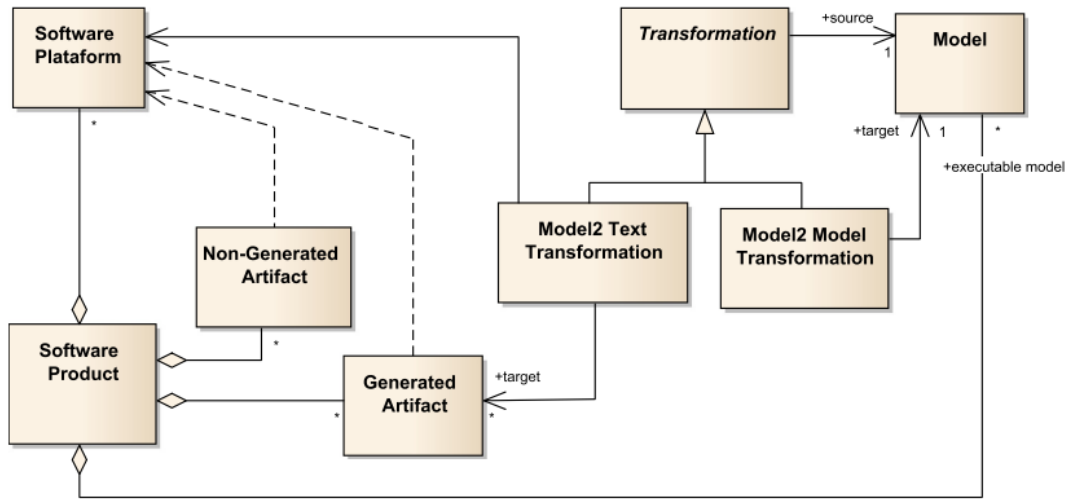 Software
Plataform
*
Transformation
+source
1
Model
+target
1
*
+executable model
Non-Generated
Artifact
*
Model2 Text
Transformation
Model2 Model
Transformation
Software
Product
Generated
Artifact
*
+target
*